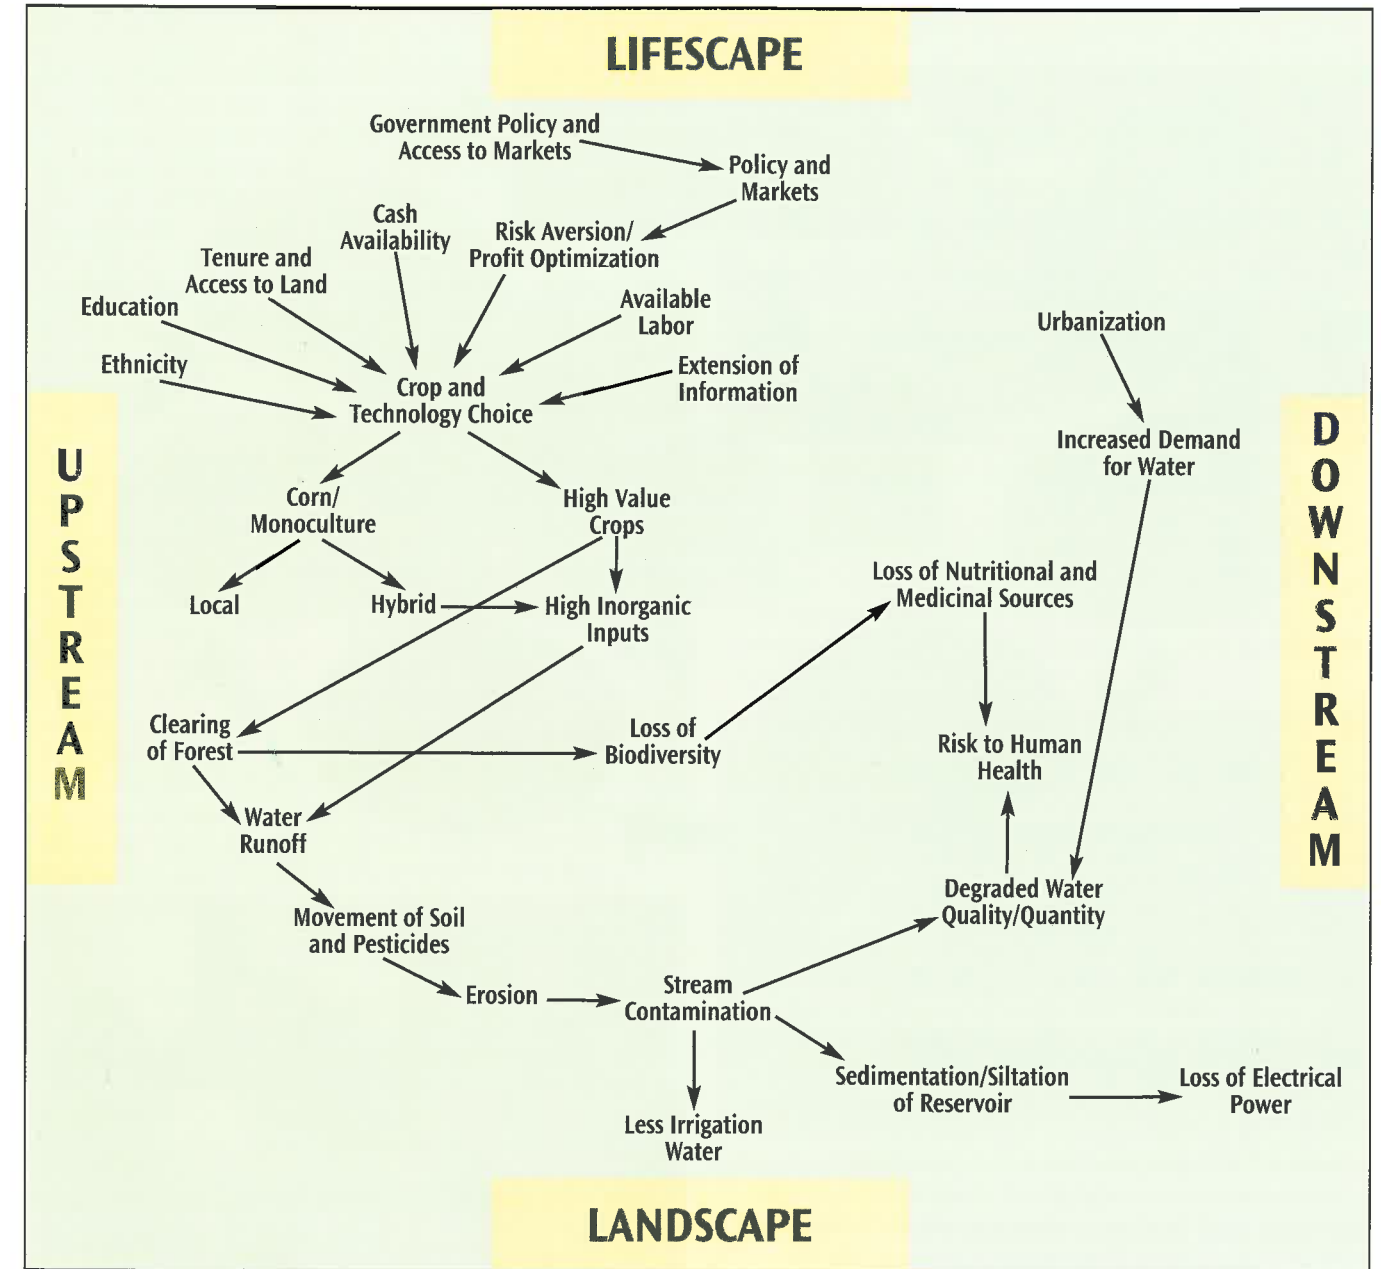 LIFESCAPE
Government Policy and
Access to Markets
Policy and
Markets
Cash
Availability
Risk Aversion/
Profit Optimization
Tenure and
Access to Land
Education
Available
Labor
Urbanization
Ethnicity
Extension of
Information
Crop and
Technology Choice
Increased Demand
for Water
UPSTREAM
DOWNSTREAM
Corn/
Monoculture
High Value
Crops
Loss of Nutritional and
Medicinal Sources
Local
Hybrid
High Inorganic
Inputs
Clearing
of Forest
Loss of
Biodiversity
Risk to Human
Health
Water
Runoff
Degraded Water
Quality/Quantity
Movement of Soil
and Pesticides
Erosion
Stream
Contamination
Sedimentation/Siltation
of Reservoir
Loss of Electrical
Power
Less Irrigation
Water
LANDSCAPE